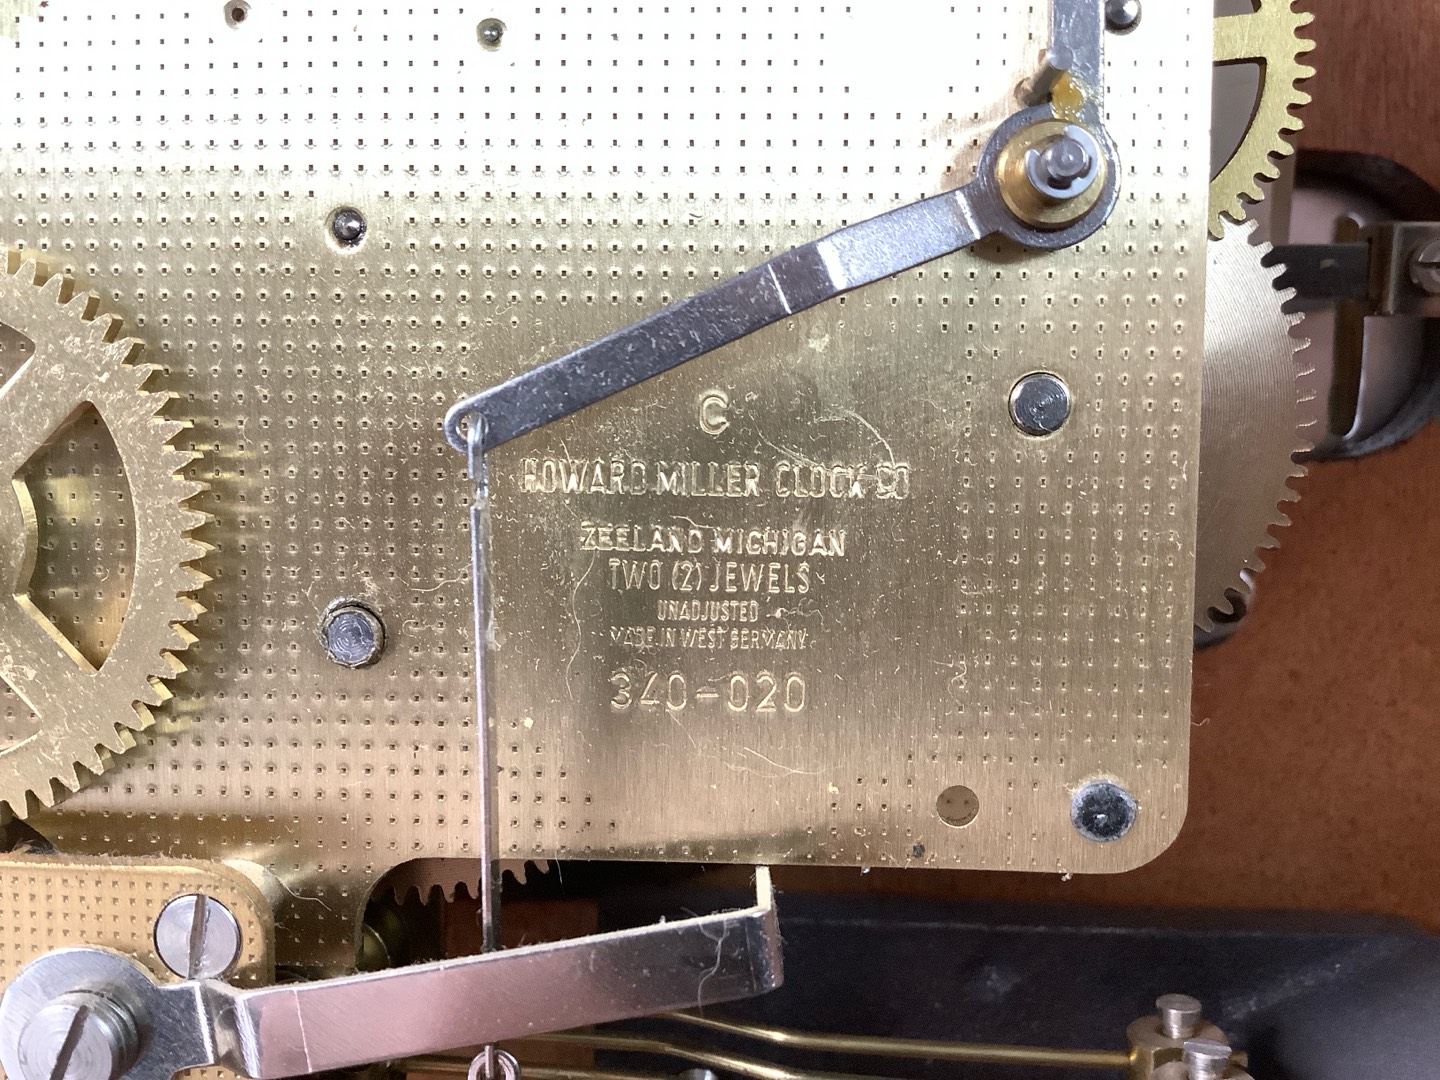 C
HOWARD MILLER CLOCK CO
ZEELAND MICHIGAN
TWO (2) JEWELS
UNADJUSTED
MADE IN WEST GERMANY
340-020